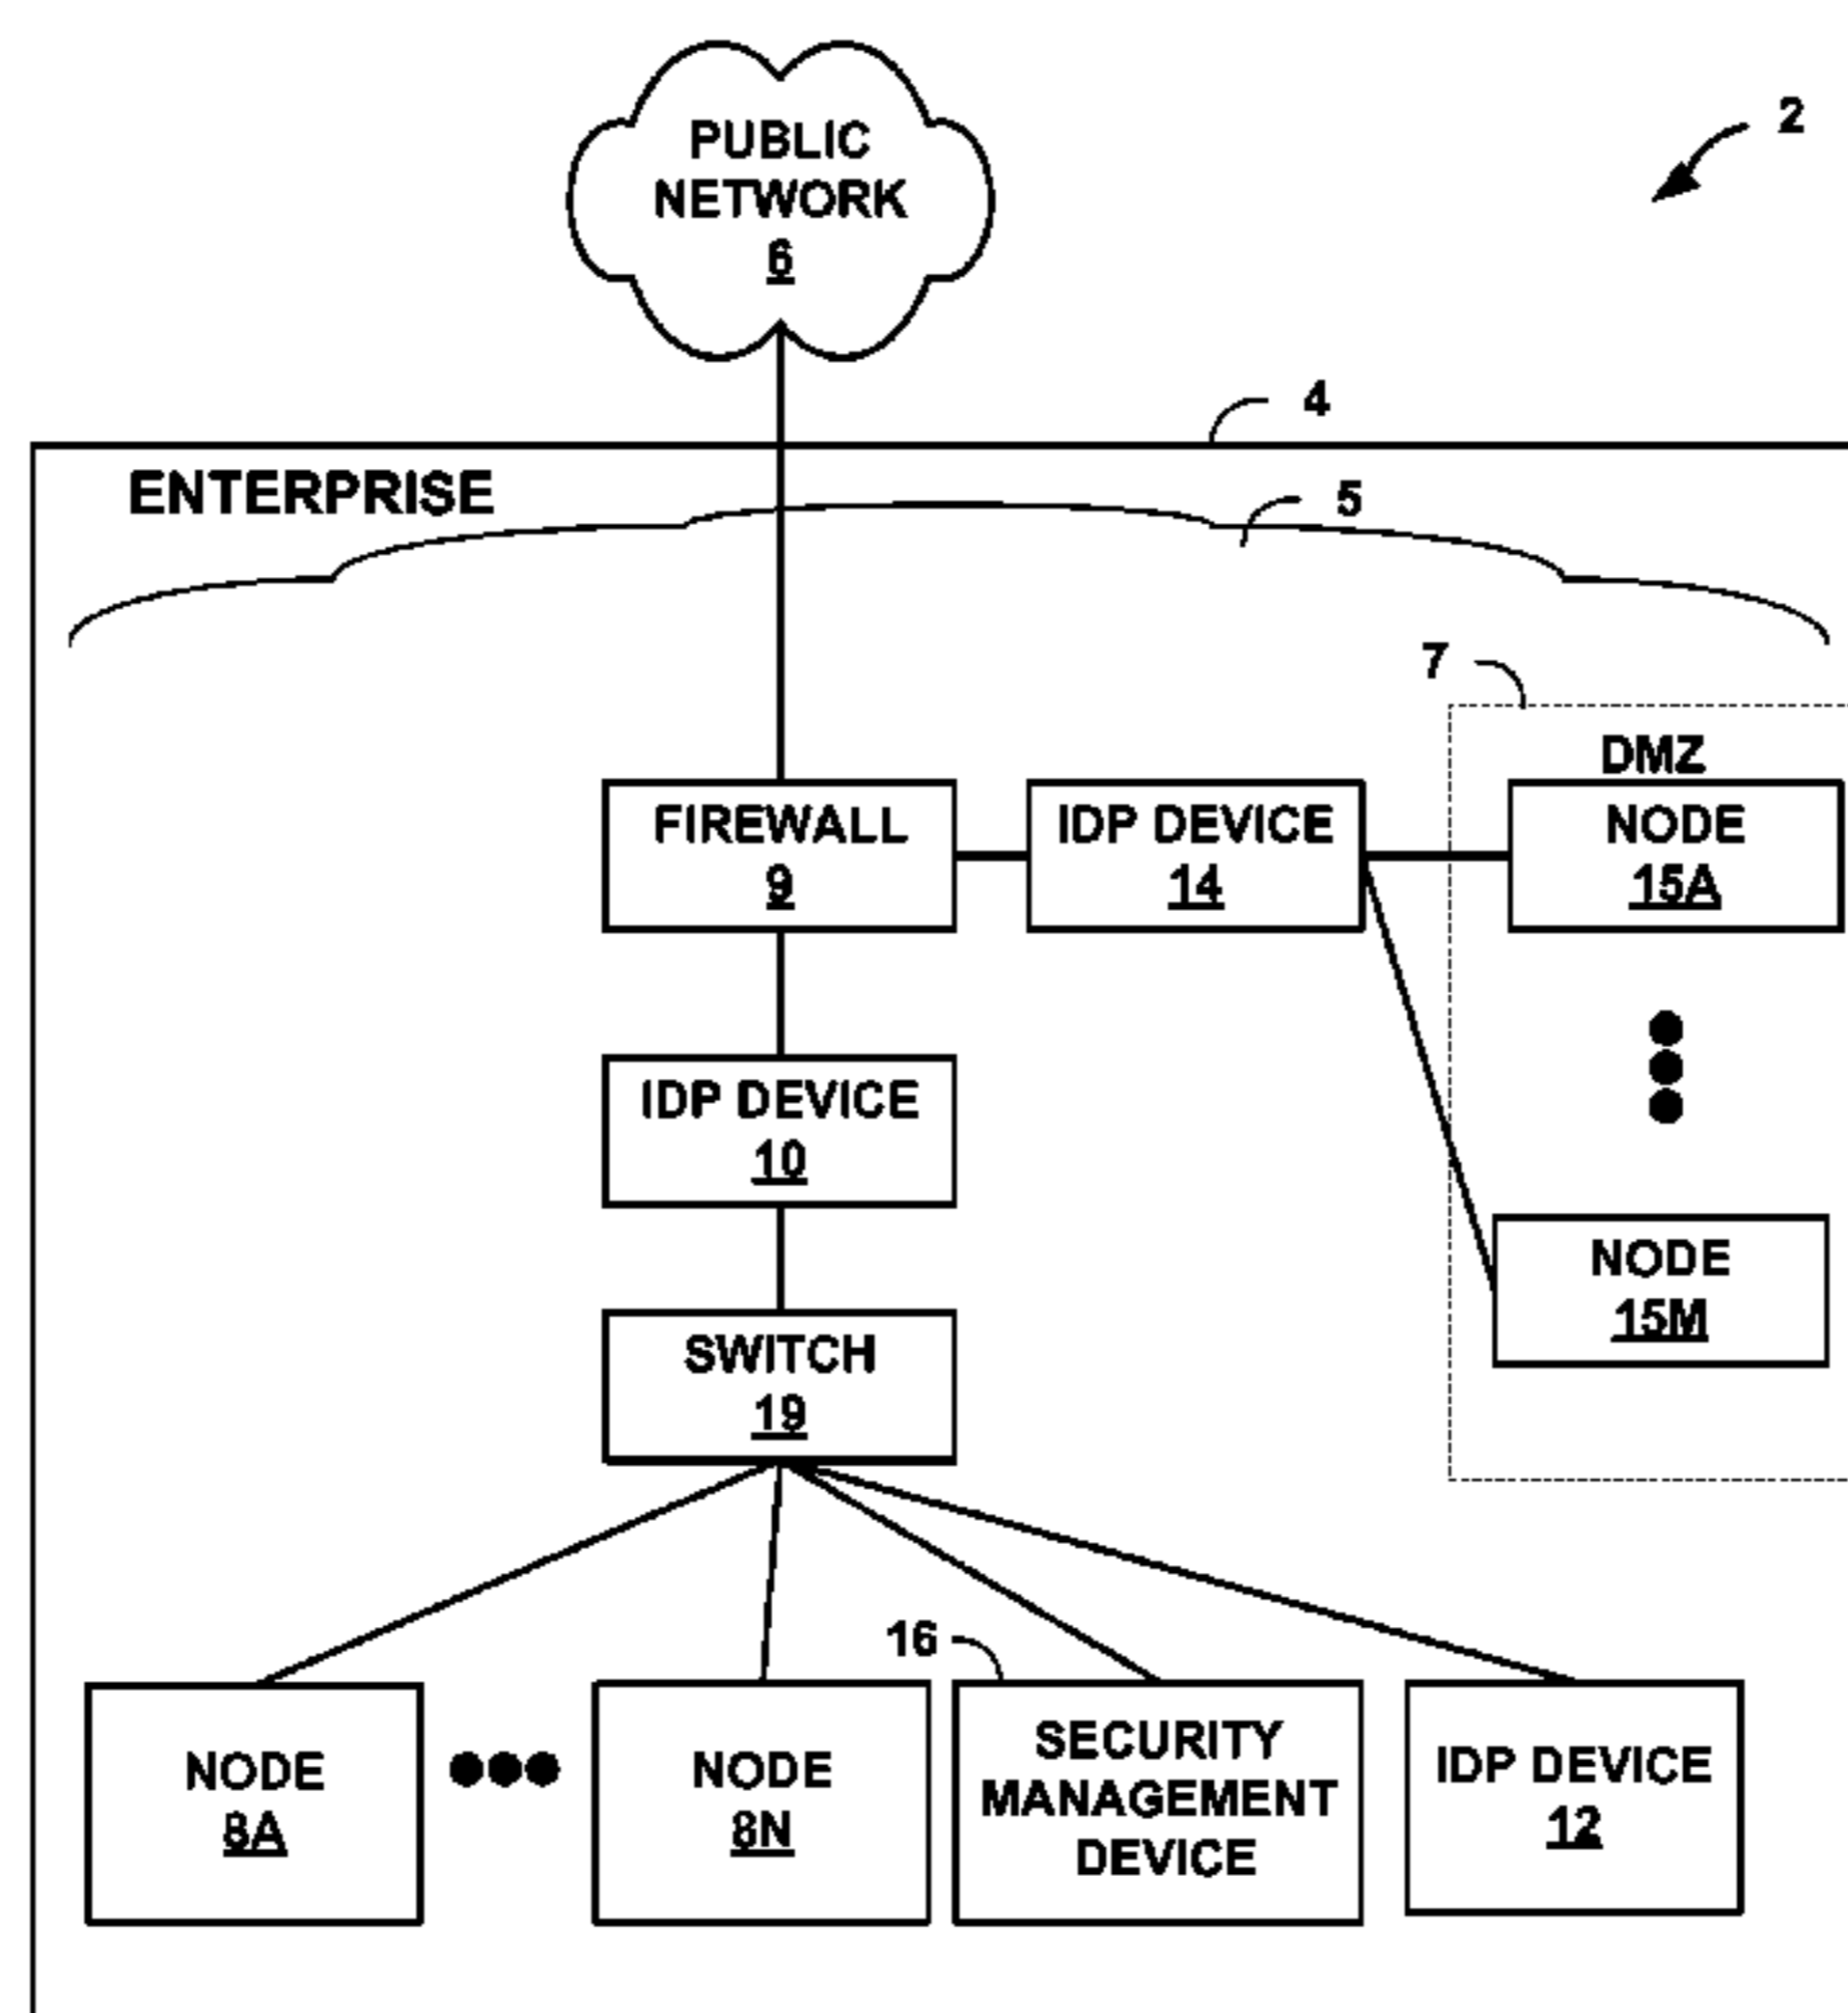 PUBLIC
NETWORK
6
2
4
ENTERPRISE
5
7
DMZ
FIREWALL
9
IDP DEVICE
14
NODE
15A
IDP DEVICE
10
NODE
15M
SWITCH
19
16
NODE
8A
NODE
8N
SECURITY
MANAGEMENT
DEVICE
IDP DEVICE
12